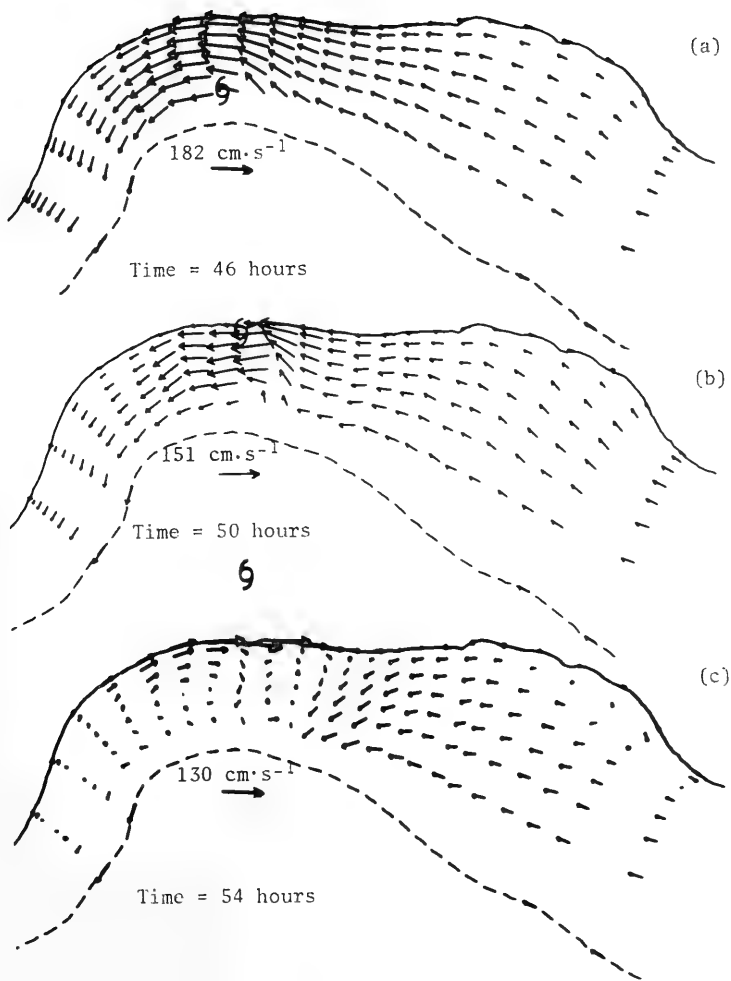 (a)
182 cm·s⁻¹
Time = 46 hours
(b)
151 cm·s⁻¹
Time = 50 hours
(c)
130 cm·s⁻¹
Time = 54 hours